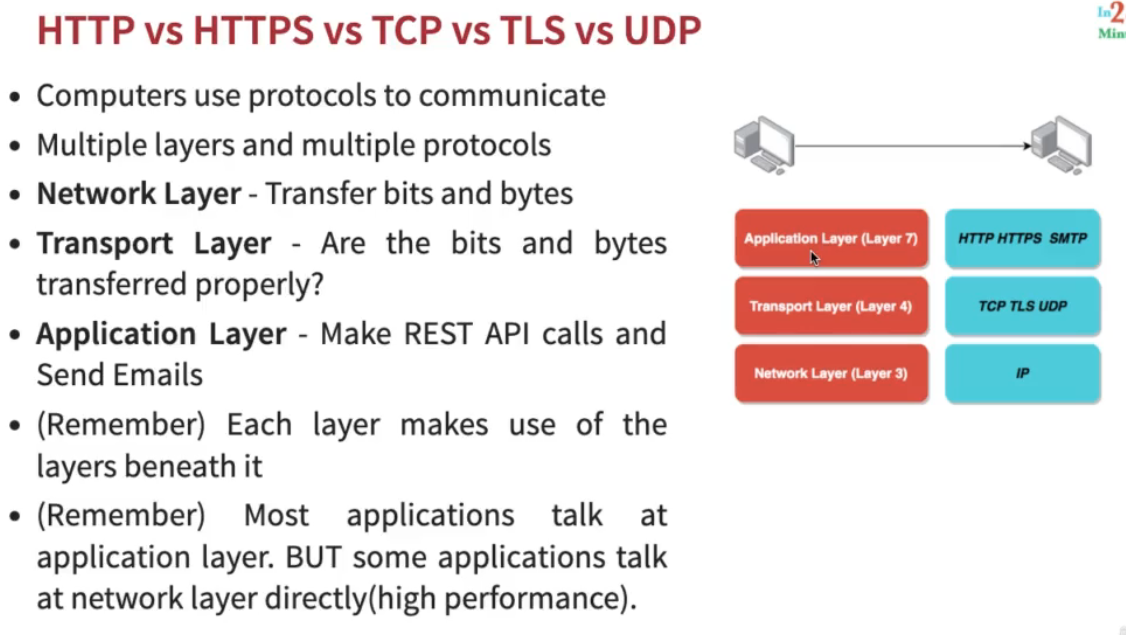 HTTP vs HTTPS vs TCP vs TLS vs UDP
In2
Min
• Computers use protocols to communicate
• Multiple layers and multiple protocols
• Network Layer - Transfer bits and bytes
• Transport Layer - Are the bits and bytes
transferred properly?
• Application Layer - Make REST API calls and
Send Emails
• (Remember) Each layer makes use of the
layers beneath it
• (Remember) Most applications talk at
application layer. BUT some applications talk
at network layer directly(high performance).
Application Layer (Layer 7)
HTTP HTTPS SMTP
Transport Layer (Layer 4)
TCP TLS UDP
Network Layer (Layer 3)
IP